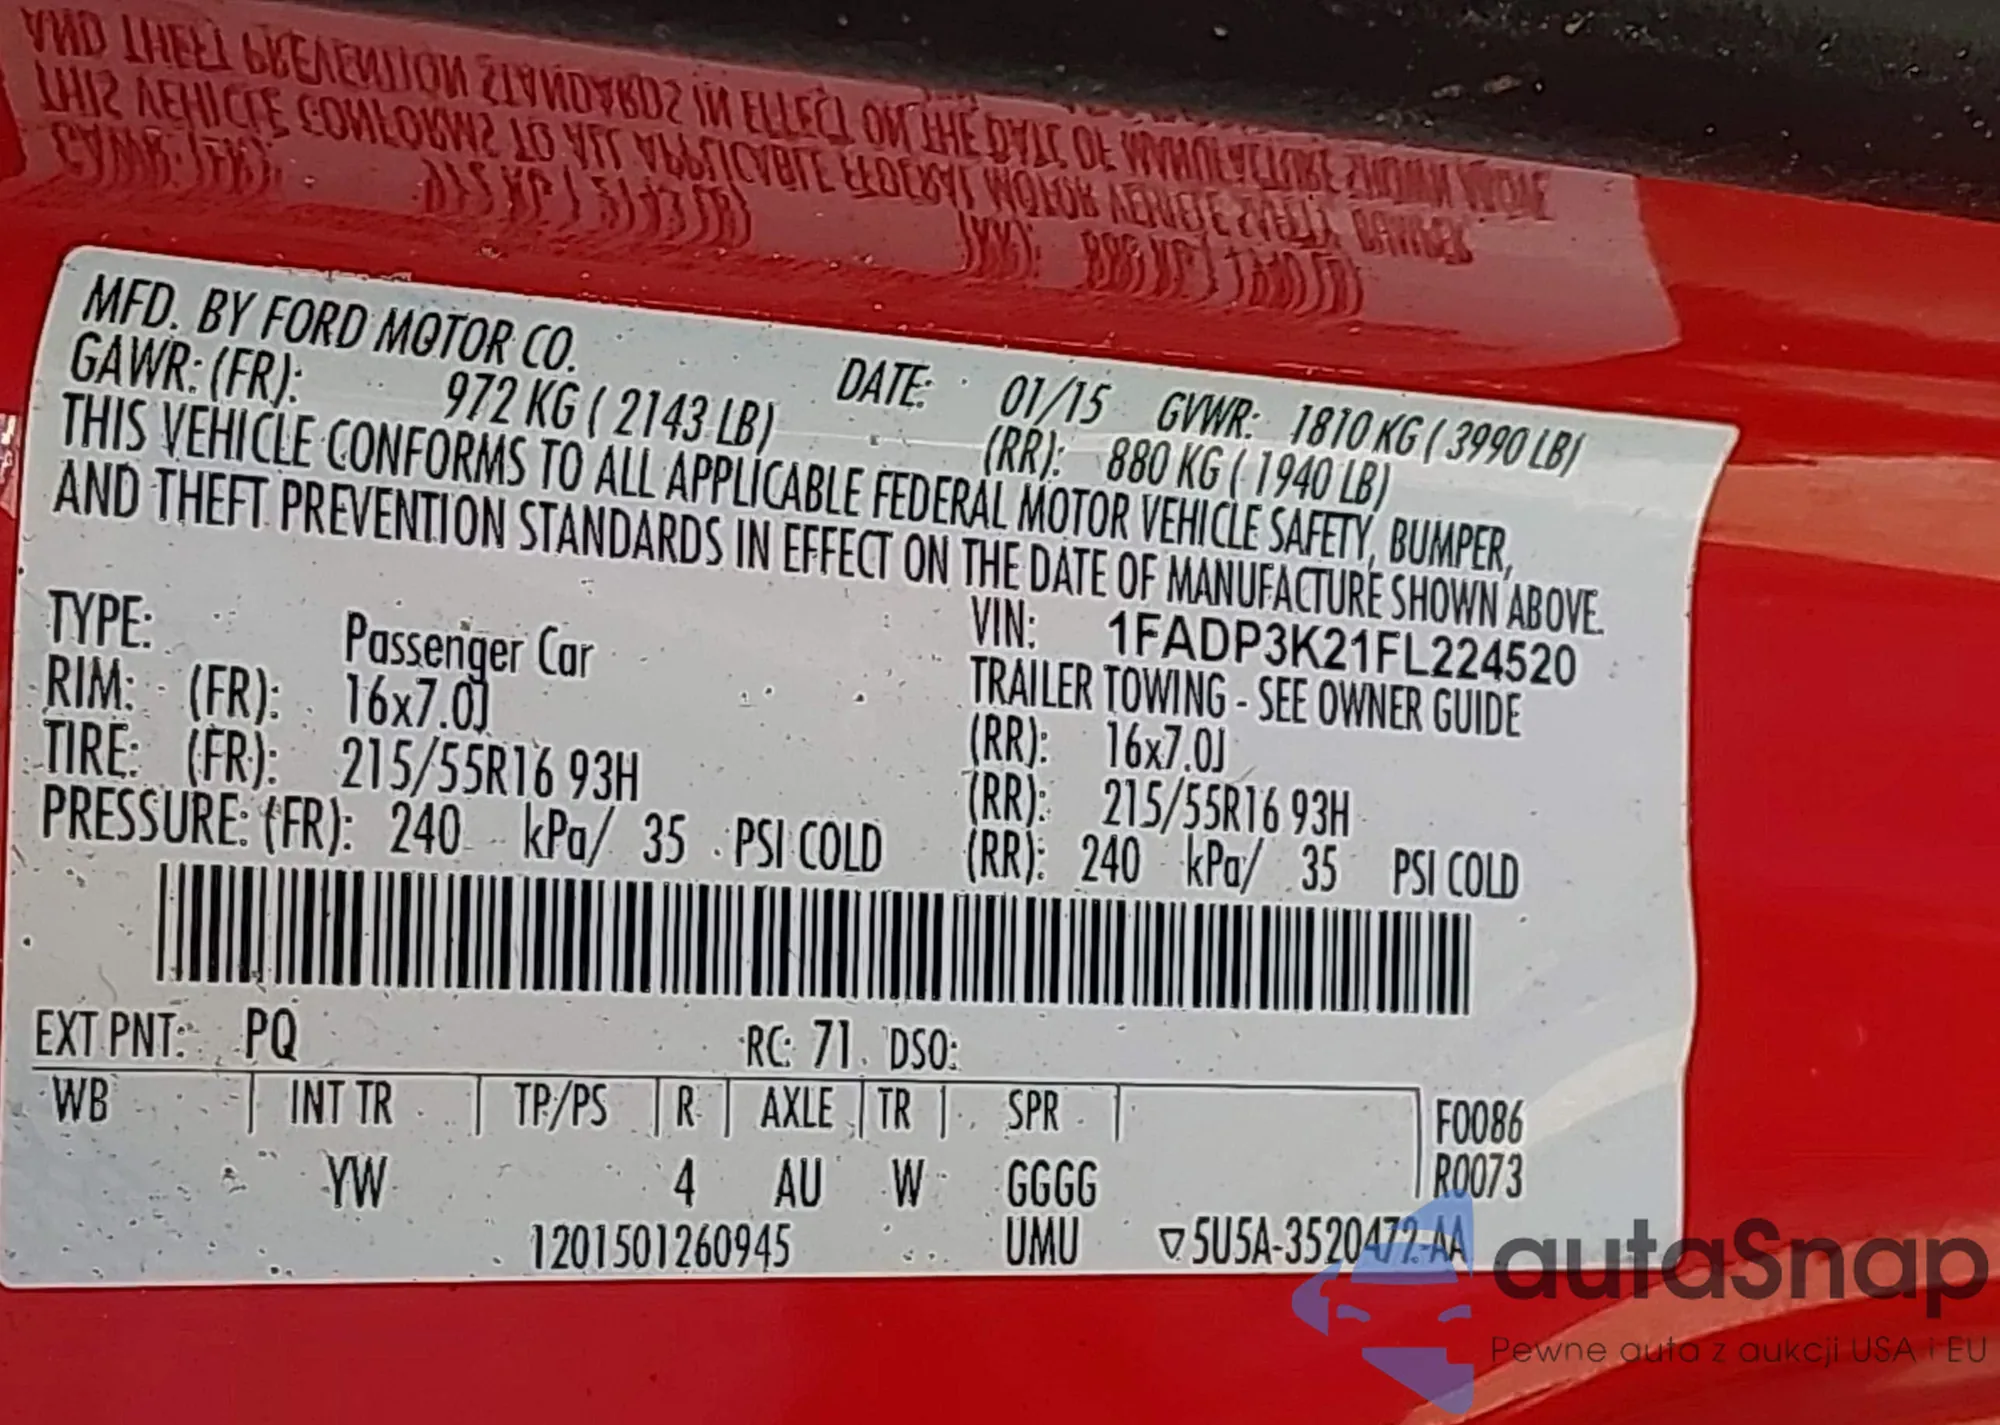 MFD. BY FORD MOTOR CO. DATE: 01/15 GVWR: 1810 KG ( 3990 LB)
GAWR: (FR): 972 KG ( 2143 LB) (RR): 880 KG ( 1940 LB)
THIS VEHICLE CONFORMS TO ALL APPLICABLE FEDERAL MOTOR VEHICLE SAFETY, BUMPER,
AND THEFT PREVENTION STANDARDS IN EFFECT ON THE DATE OF MANUFACTURE SHOWN ABOVE.
VIN: 1FADP3K21FL224520
TYPE: Passenger Car TRAILER TOWING - SEE OWNER GUIDE
RIM: (FR): 16x7.0J (RR): 16x7.0J
TIRE: (FR): 215/55R16 93H (RR): 215/55R16 93H
PRESSURE: (FR): 240 kPa/ 35 PSI COLD (RR): 240 kPa/ 35 PSI COLD
EXT PNT: PQ RC: 71 DSO:
WB INT TR TP/PS R AXLE TR SPR F0086
YW 4 AU W GGGG R0073
1201501260945 UMU ▽5U5A-3520472-AA
autaSnap
Pewne auta z aukcji USA i EU